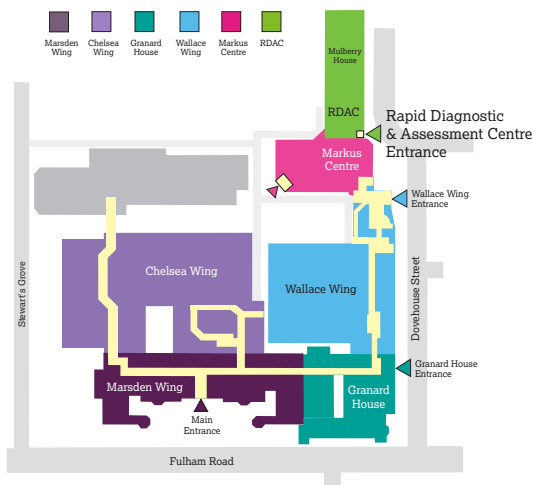 Marsden
Wing
Chelsea
Wing
Granard
House
Wallace
Wing
Markus
Centre
RDAC
Mulberry
House
RDAC
Rapid Diagnostic
& Assessment Centre
Entrance
Markus
Centre
Wallace Wing
Entrance
Stewart's Grove
Chelsea Wing
Wallace Wing
Dovehouse Street
Granard House
Entrance
Marsden Wing
Granard
House
Main
Entrance
Fulham Road